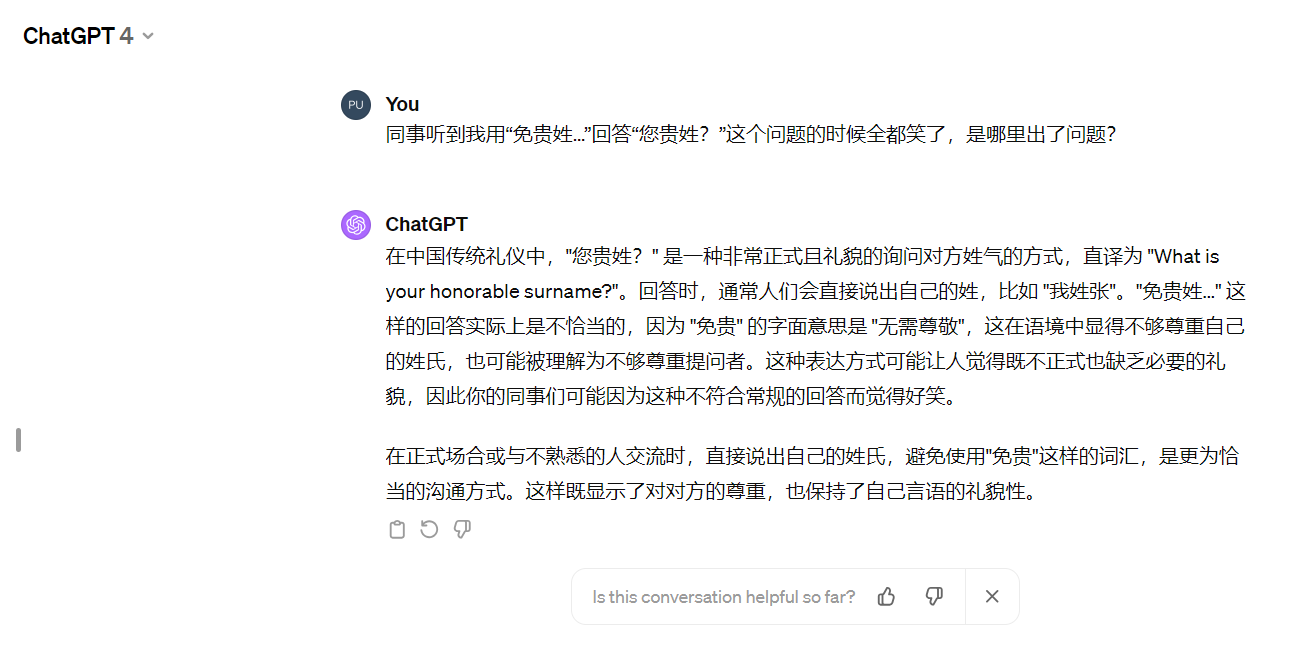 ChatGPT 4
PU
You
同事听到我用“免贵姓...”回答“您贵姓？”这个问题的时候全都笑了，是哪里出了问题？
ChatGPT
在中国传统礼仪中，"您贵姓？" 是一种非常正式且礼貌的询问对方姓气的方式，直译为 "What is
your honorable surname?"。回答时，通常人们会直接说出自己的姓，比如 "我姓张"。"免贵姓..." 这
样的回答实际上是不恰当的，因为 "免贵" 的字面意思是 "无需尊敬"，这在语境中显得不够尊重自己
的姓氏，也可能被理解为不够尊重提问者。这种表达方式可能让人觉得既不正式也缺乏必要的礼
貌，因此你的同事们可能因为这种不符合常规的回答而觉得好笑。
在正式场合或与不熟悉的人交流时，直接说出自己的姓氏，避免使用"免贵"这样的词汇，是更为恰
当的沟通方式。这样既显示了对对方的尊重，也保持了自己言语的礼貌性。
Is this conversation helpful so far?